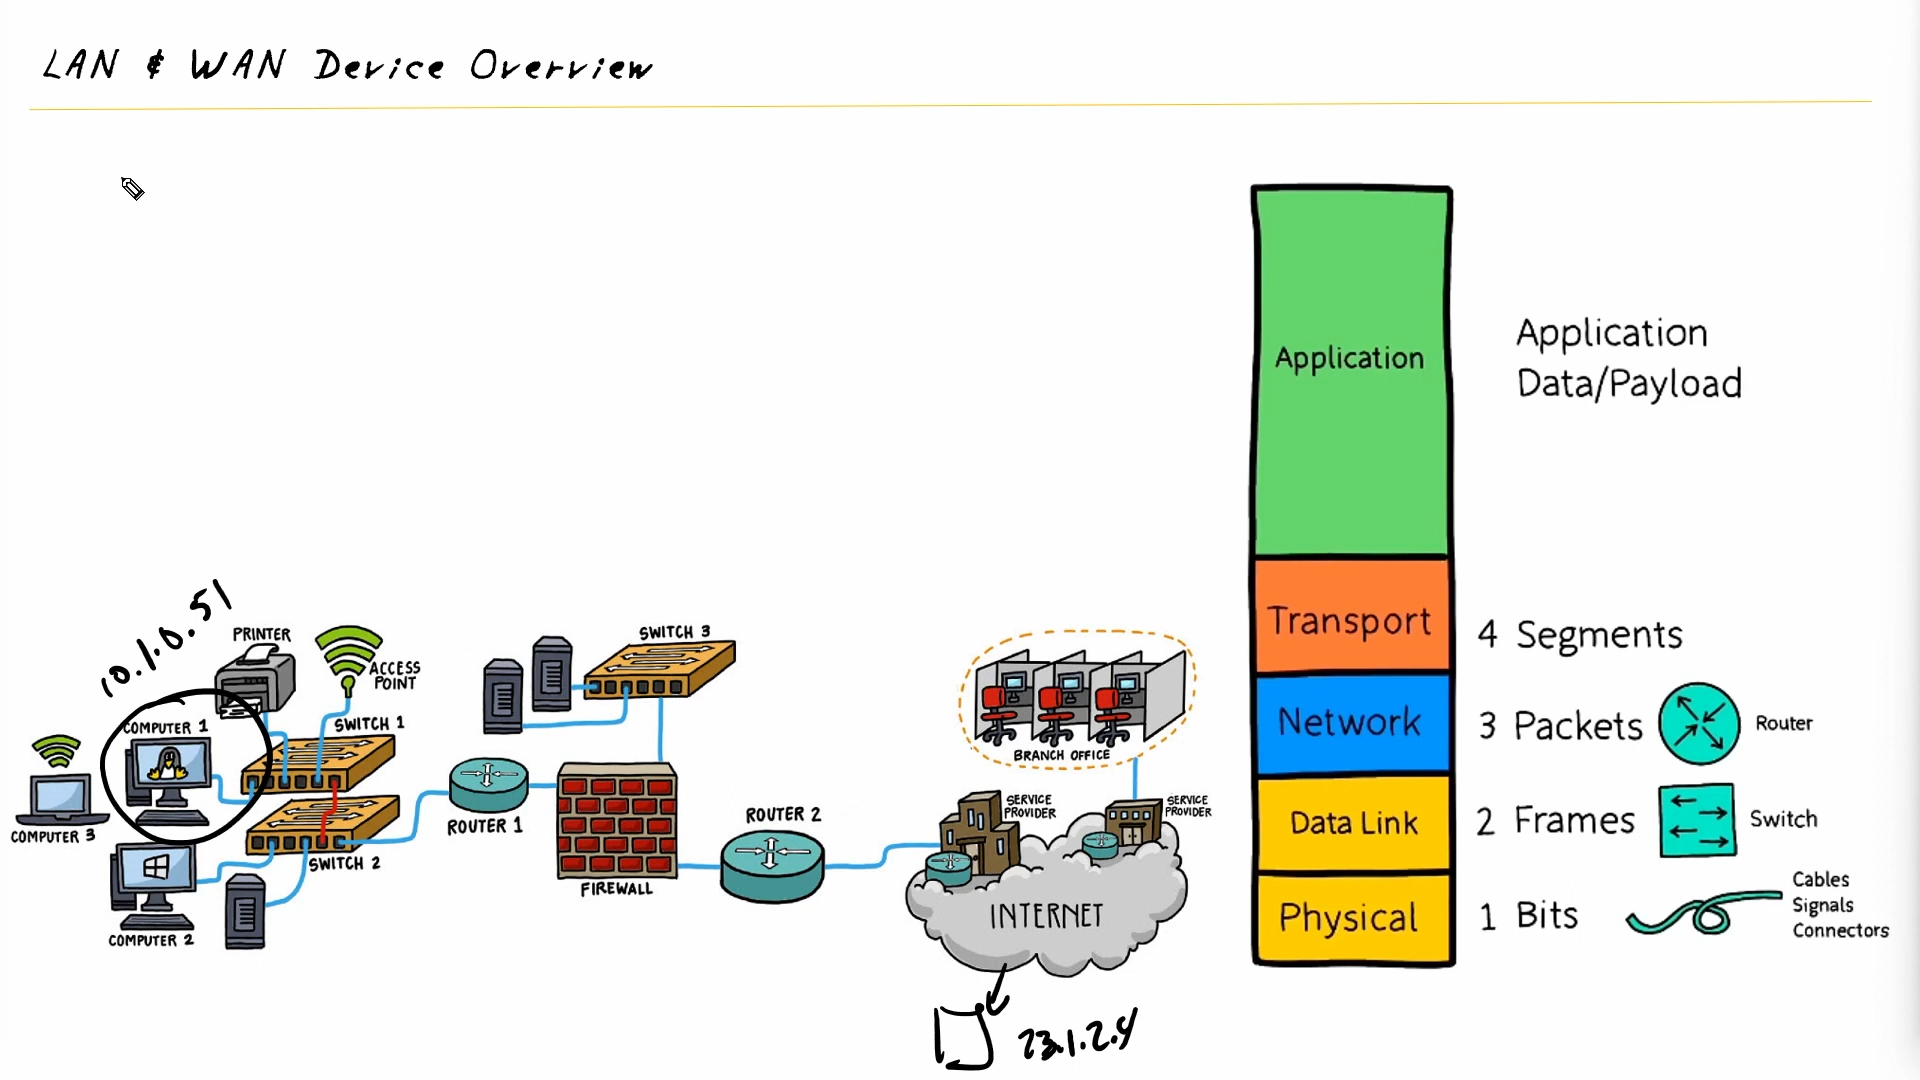 LAN & WAN Device Overview
10.1.0.51
PRINTER
ACCESS
POINT
COMPUTER 1
SWITCH 1
COMPUTER 3
SWITCH 2
COMPUTER 2
SWITCH 3
ROUTER 1
FIREWALL
ROUTER 2
BRANCH OFFICE
SERVICE
PROVIDER
SERVICE
PROVIDER
INTERNET
23.1.2.4
Application
Application
Data/Payload
Transport
4 Segments
Network
3 Packets
Router
Data Link
2 Frames
Switch
Physical
1 Bits
Cables
Signals
Connectors